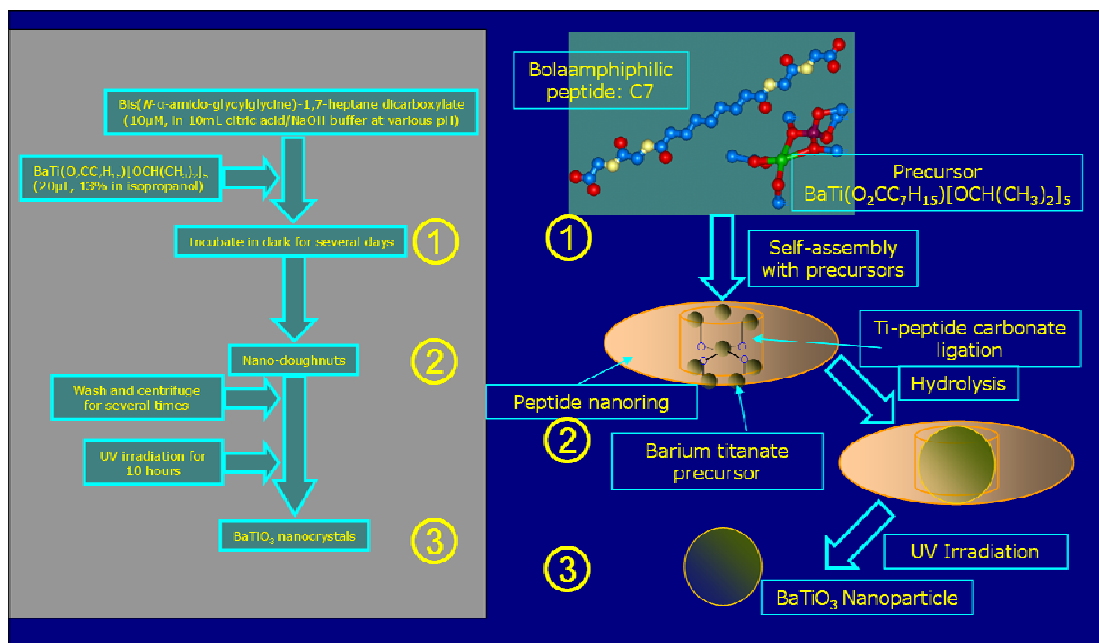 Bis(N-α-amido-glycylglycine)-1,7-heptane dicarboxylate
(10μM, in 10mL citric acid/NaOH buffer at various pH)
BaTi(O₂CC₇H₁₅)[OCH(CH₃)₂]₅
(20μL, 13% in isopropanol)
Incubate in dark for several days
1
Nano-doughnuts
2
Wash and centrifuge
for several times
UV irradiation for
10 hours
BaTiO₃ nanocrystals
3
Bolaamphiphilic
peptide: C7
Precursor
BaTi(O₂CC₇H₁₅)[OCH(CH₃)₂]₅
1
Self-assembly
with precursors
Ti-peptide carbonate
ligation
Hydrolysis
Peptide nanoring
2
Barium titanate
precursor
3
UV Irradiation
BaTiO₃ Nanoparticle